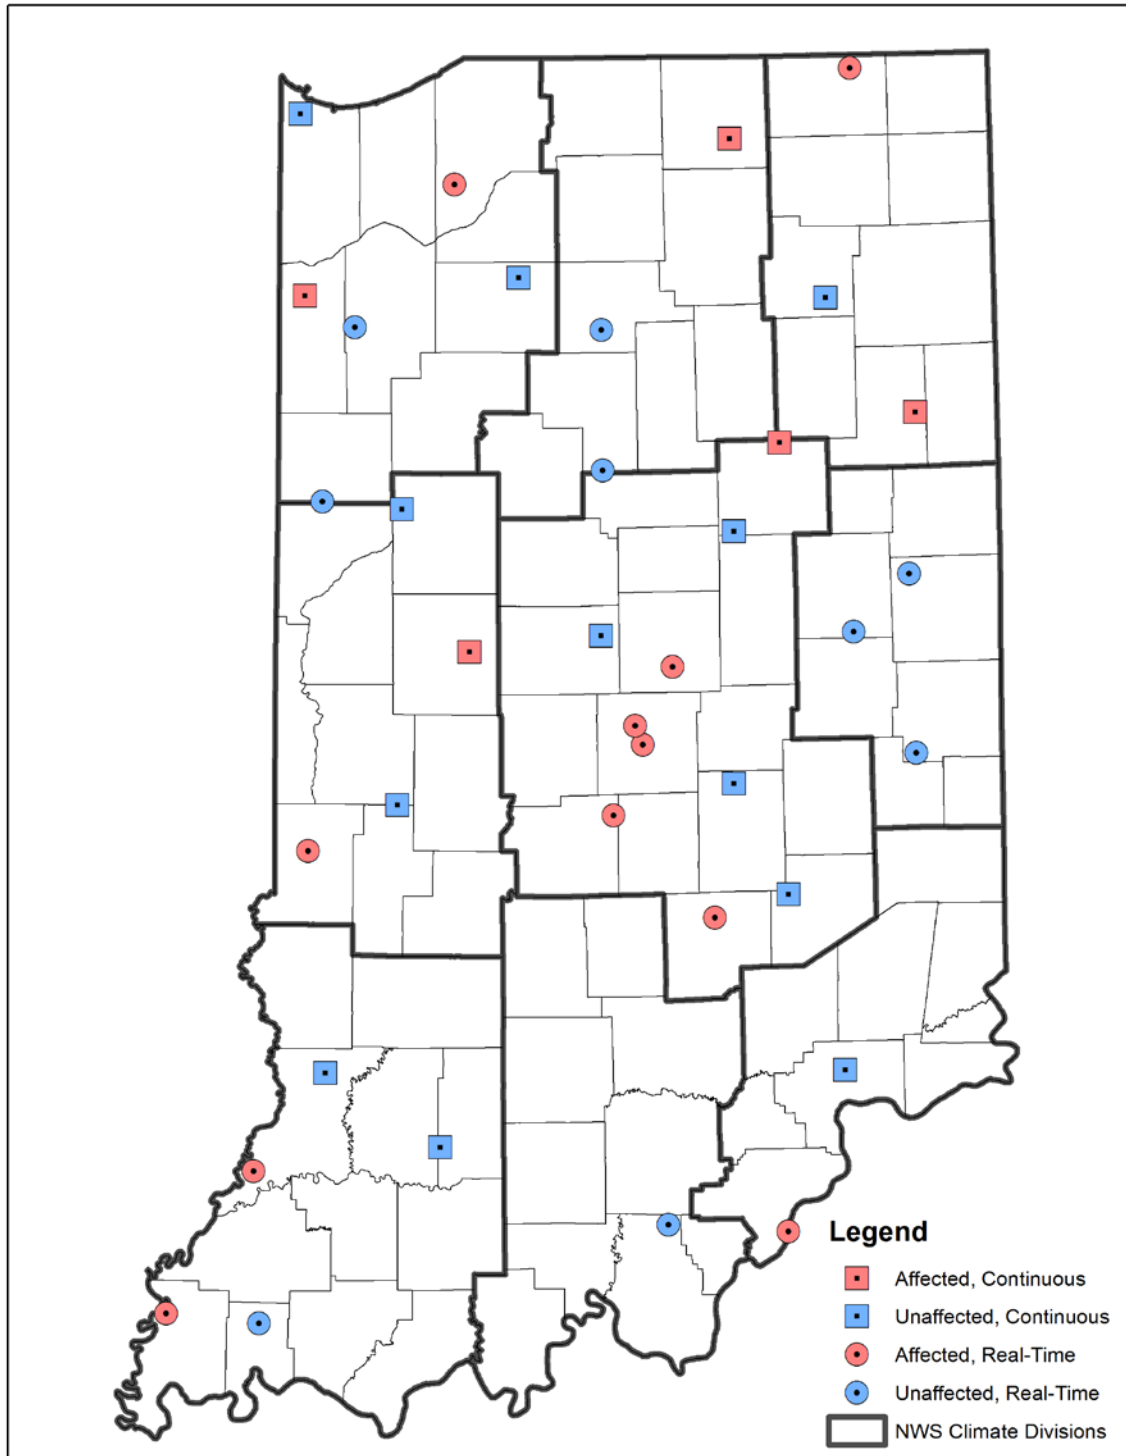 Legend
Affected, Continuous
Unaffected, Continuous
Affected, Real-Time
Unaffected, Real-Time
NWS Climate Divisions